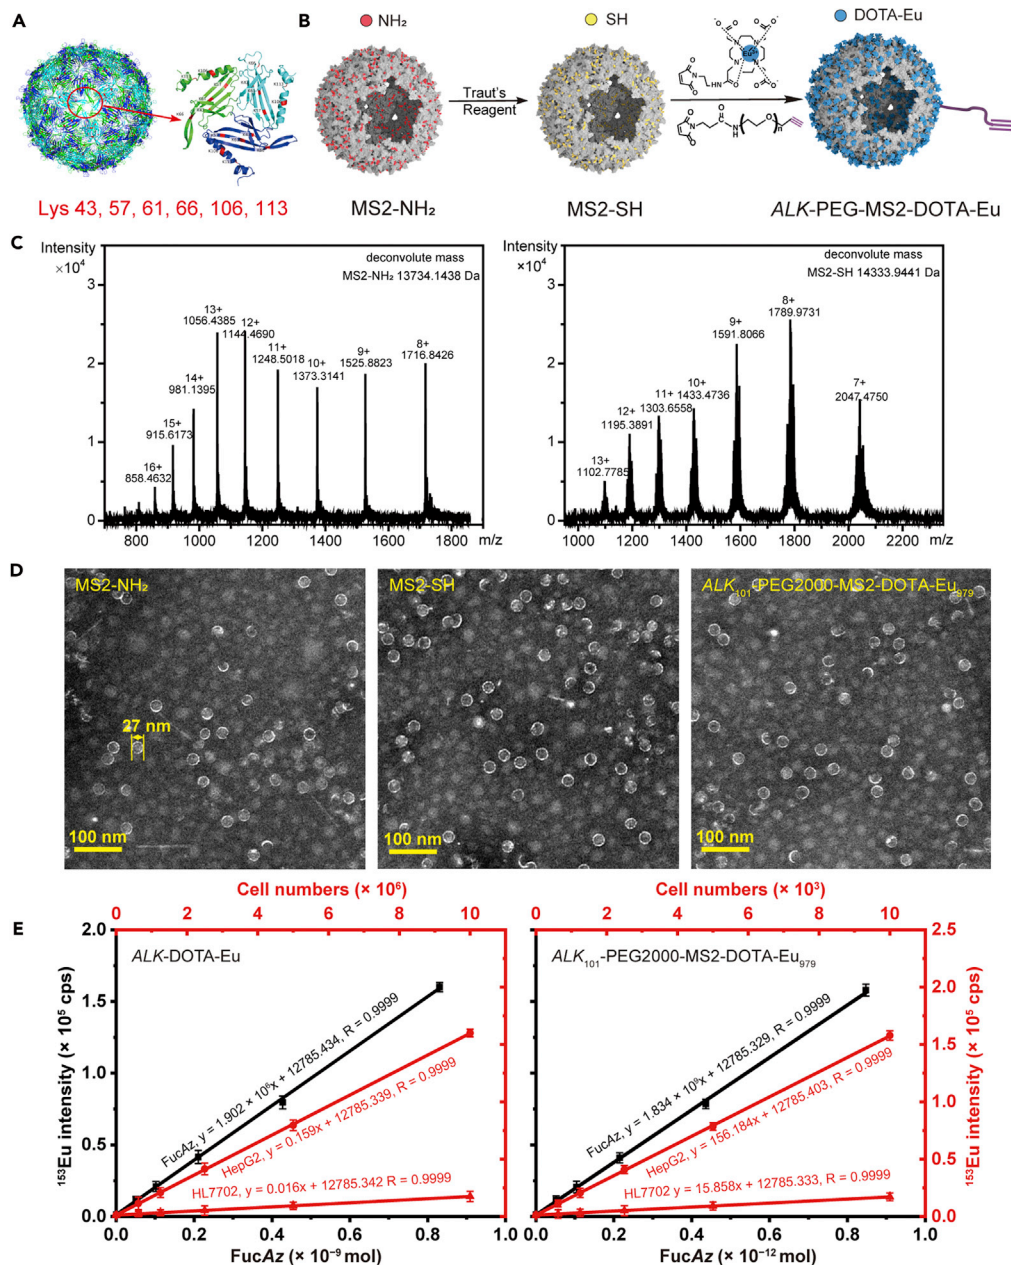 A
Lys 43, 57, 61, 66, 106, 113
B
NH₂
SH
DOTA-Eu
Traut's
Reagent
MS2-NH₂
MS2-SH
ALK-PEG-MS2-DOTA-Eu
C
Intensity
×10⁴
deconvolute mass
MS2-NH₂ 13734.1438 Da
3
2
1
0
16+
858.4632
15+
915.6173
14+
981.1395
13+
1056.4385
12+
1144.4690
11+
1248.5018
10+
1373.3141
9+
1525.8823
8+
1716.8426
800 1000 1200 1400 1600 1800 m/z
Intensity
×10⁴
deconvolute mass
MS2-SH 14333.9441 Da
3
2
1
0
13+
1102.7785
12+
1195.3891
11+
1303.6558
10+
1433.4736
9+
1591.8066
8+
1789.9731
7+
2047.4750
1000 1200 1400 1600 1800 2000 2200 m/z
D
MS2-NH₂
27 nm
100 nm
MS2-SH
100 nm
ALK₁₀₁-PEG2000-MS2-DOTA-Eu₉₇₉
100 nm
E
Cell numbers (× 10⁶)
0 2 4 6 8 10
ALK-DOTA-Eu
¹⁵³Eu intensity (× 10⁵ cps)
2.0
1.5
1.0
0.5
0.0
FucAz, y = 1.902 × 10⁶x + 12785.434, R = 0.9999
HepG2, y = 0.159x + 12785.339, R = 0.9999
HL7702, y = 0.016x + 12785.342 R = 0.9999
0.0 0.2 0.4 0.6 0.8 1.0
FucAz (× 10⁻⁹ mol)
Cell numbers (× 10³)
0 2 4 6 8 10
ALK₁₀₁-PEG2000-MS2-DOTA-Eu₉₇₉
FucAz, y = 1.834 × 10⁹x + 12785.329, R = 0.9999
HepG2, y = 156.184x + 12785.403, R = 0.9999
HL7702 y = 15.858x + 12785.333, R = 0.9999
2.5
2.0
1.5
1.0
0.5
0.0
¹⁵³Eu intensity (× 10⁵ cps)
0.0 0.2 0.4 0.6 0.8 1.0
FucAz (× 10⁻¹² mol)